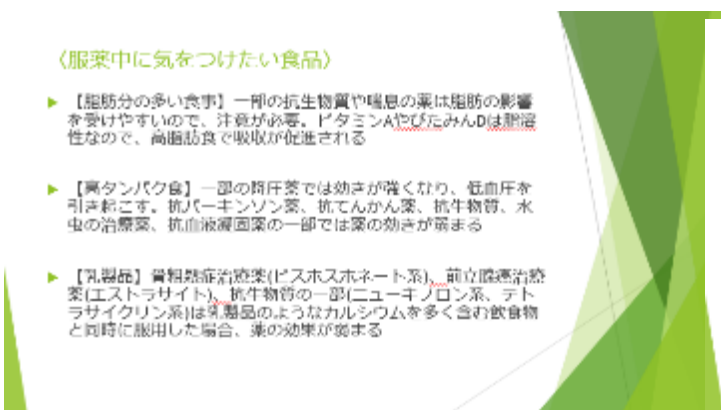 〈服薬中に気をつけたい食品〉
【脂肪分の多い食事】一部の抗生物質や喘息の薬は脂肪の影響
を受けやすいので、注意が必要。ビタミンAやびたみんDは脂溶
性なので、高脂肪食で吸収が促進される
【高タンパク食】一部の降圧薬では効きが強くなり、低血圧を
引き起こす。抗パーキンソン薬、抗てんかん薬、抗生物質、水
虫の治療薬、抗血液凝固薬の一部では薬の効きが弱まる
【乳製品】骨粗鬆症治療薬(ビスホスホネート系)、前立腺癌治療
薬(エストラサイト)、抗生物質の一部(ニューキノロン系、テト
ラサイクリン系)は乳製品のようなカルシウムを多く含む飲食物
と同時に服用した場合、薬の効果が弱まる